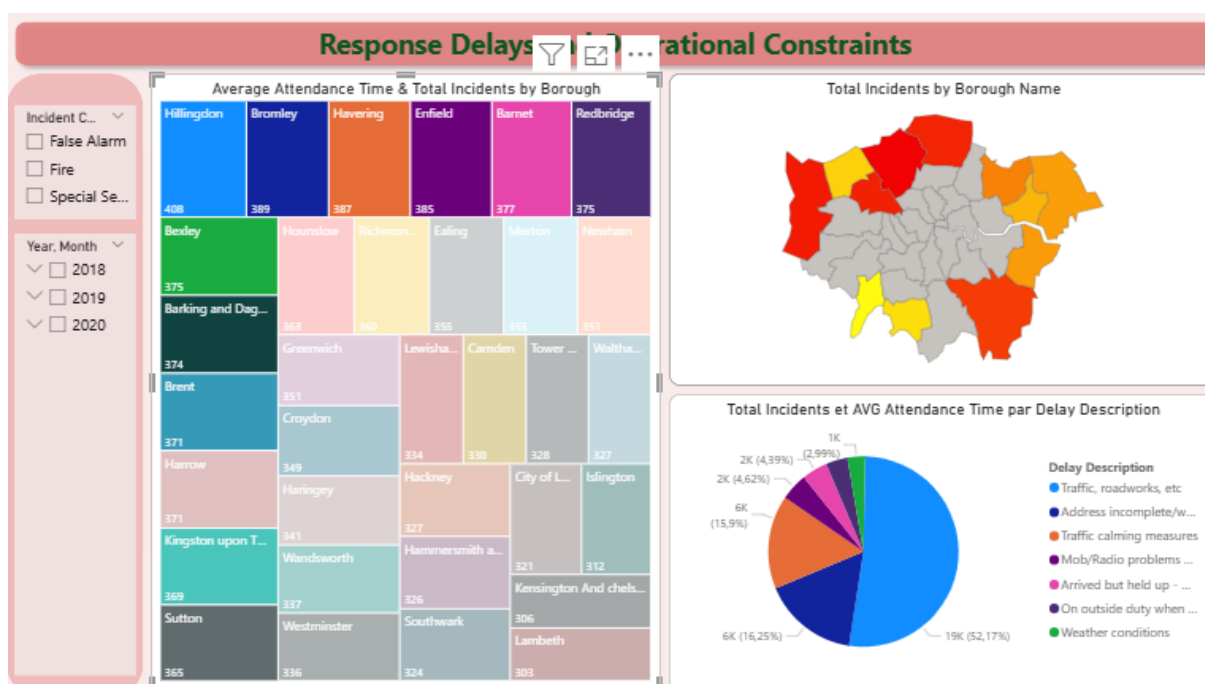 Response Delays and Operational Constraints
Incident C...
False Alarm
Fire
Special Se...
Year, Month
2018
2019
2020
Average Attendance Time & Total Incidents by Borough
Hillingdon
408
Bromley
389
Havering
387
Enfield
385
Barnet
377
Redbridge
375
Bexley
375
Barking and Dag...
374
Brent
371
Harrow
371
Kingston upon T...
369
Sutton
365
Hounslow
363
Richmon...
360
Ealing
355
Merton
353
Newham
351
Greenwich
351
Croydon
349
Haringey
341
Wandsworth
337
Westminster
336
Lewisha...
334
Camden
330
Tower ...
328
Waltha...
327
Hackney
327
Hammersmith a...
326
Southwark
324
City of L...
321
Islington
312
Kensington And chels...
306
Lambeth
303
Total Incidents by Borough Name
Total Incidents et AVG Attendance Time par Delay Description
1K
(2,99%)
2K (4,39%)
2K (4,62%)
6K
(15,9%)
6K (16,25%)
19K (52,17%)
Delay Description
Traffic, roadworks, etc
Address incomplete/w...
Traffic calming measures
Mob/Radio problems ...
Arrived but held up - ...
On outside duty when ...
Weather conditions